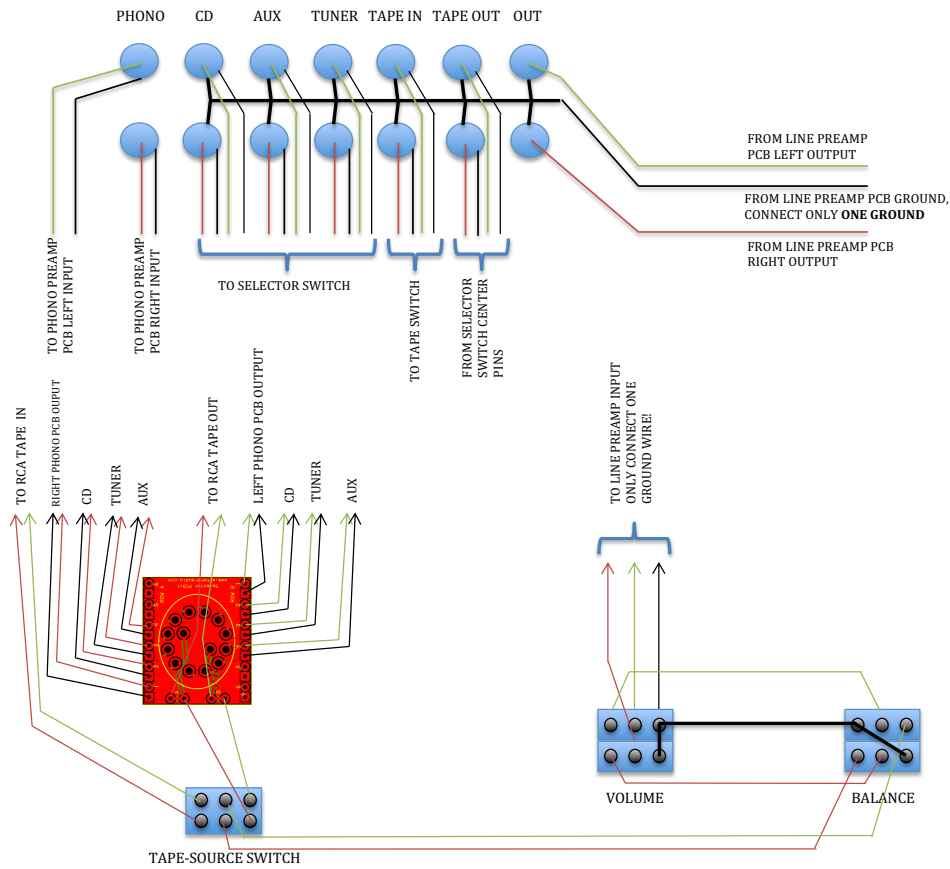 PHONO
CD
AUX
TUNER
TAPE IN
TAPE OUT
OUT
FROM LINE PREAMP
PCB LEFT OUTPUT
FROM LINE PREAMP PCB GROUND,
CONNECT ONLY ONE GROUND
FROM LINE PREAMP PCB
RIGHT OUTPUT
TO PHONO PREAMP
PCB LEFT INPUT
TO PHONO PREAMP
PCB RIGHT INPUT
TO SELECTOR SWITCH
TO TAPE SWITCH
FROM SELECTOR
SWITCH CENTER
PINS
TO RCA TAPE IN
RIGHT PHONO PCB OUPUT
CD
TUNER
AUX
TO RCA TAPE OUT
LEFT PHONO PCB OUTPUT
CD
TUNER
AUX
TO LINE PREAMP INPUT
ONLY CONNECT ONE
GROUND WIRE!
VOLUME
BALANCE
TAPE-SOURCE SWITCH